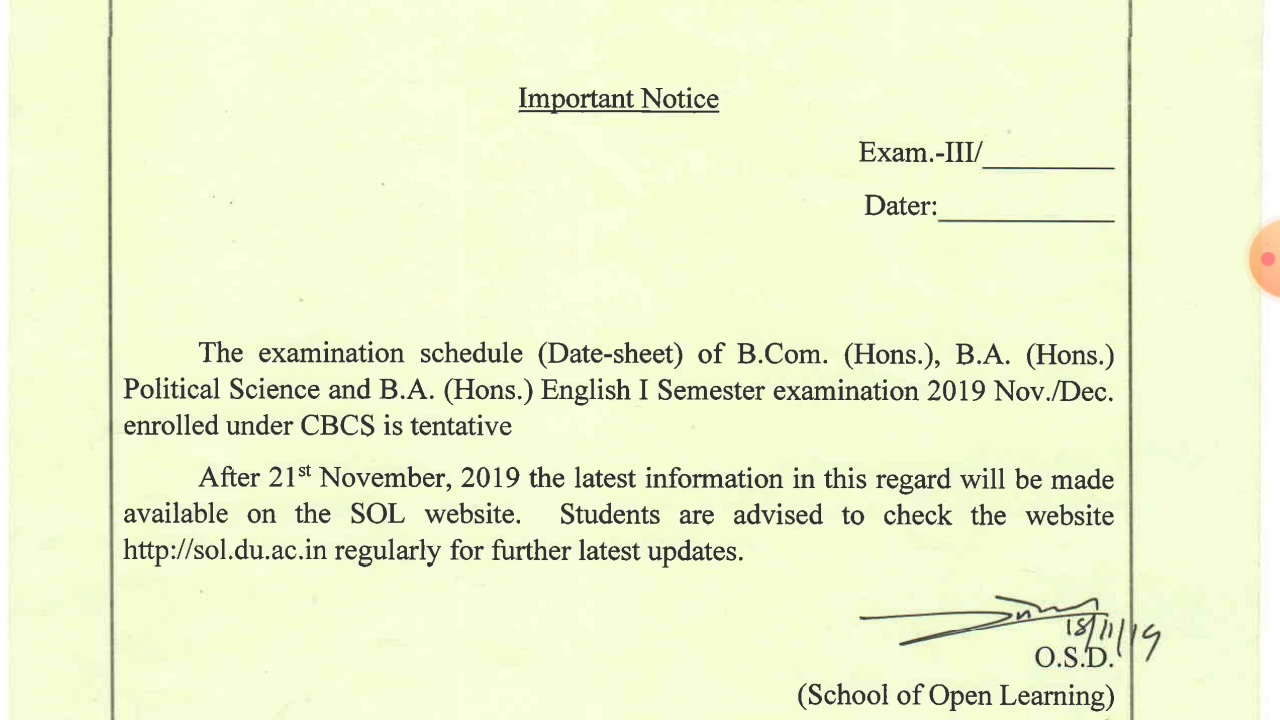 Important Notice
Exam.-III/
Dater:
The examination schedule (Date-sheet) of B.Com. (Hons.), B.A. (Hons.)
Political Science and B.A. (Hons.) English I Semester examination 2019 Nov./Dec.
enrolled under CBCS is tentative
After 21st November, 2019 the latest information in this regard will be made
available on the SOL website. Students are advised to check the website
http://sol.du.ac.in regularly for further latest updates.
18/11/19
O.S.D.
(School of Open Learning)